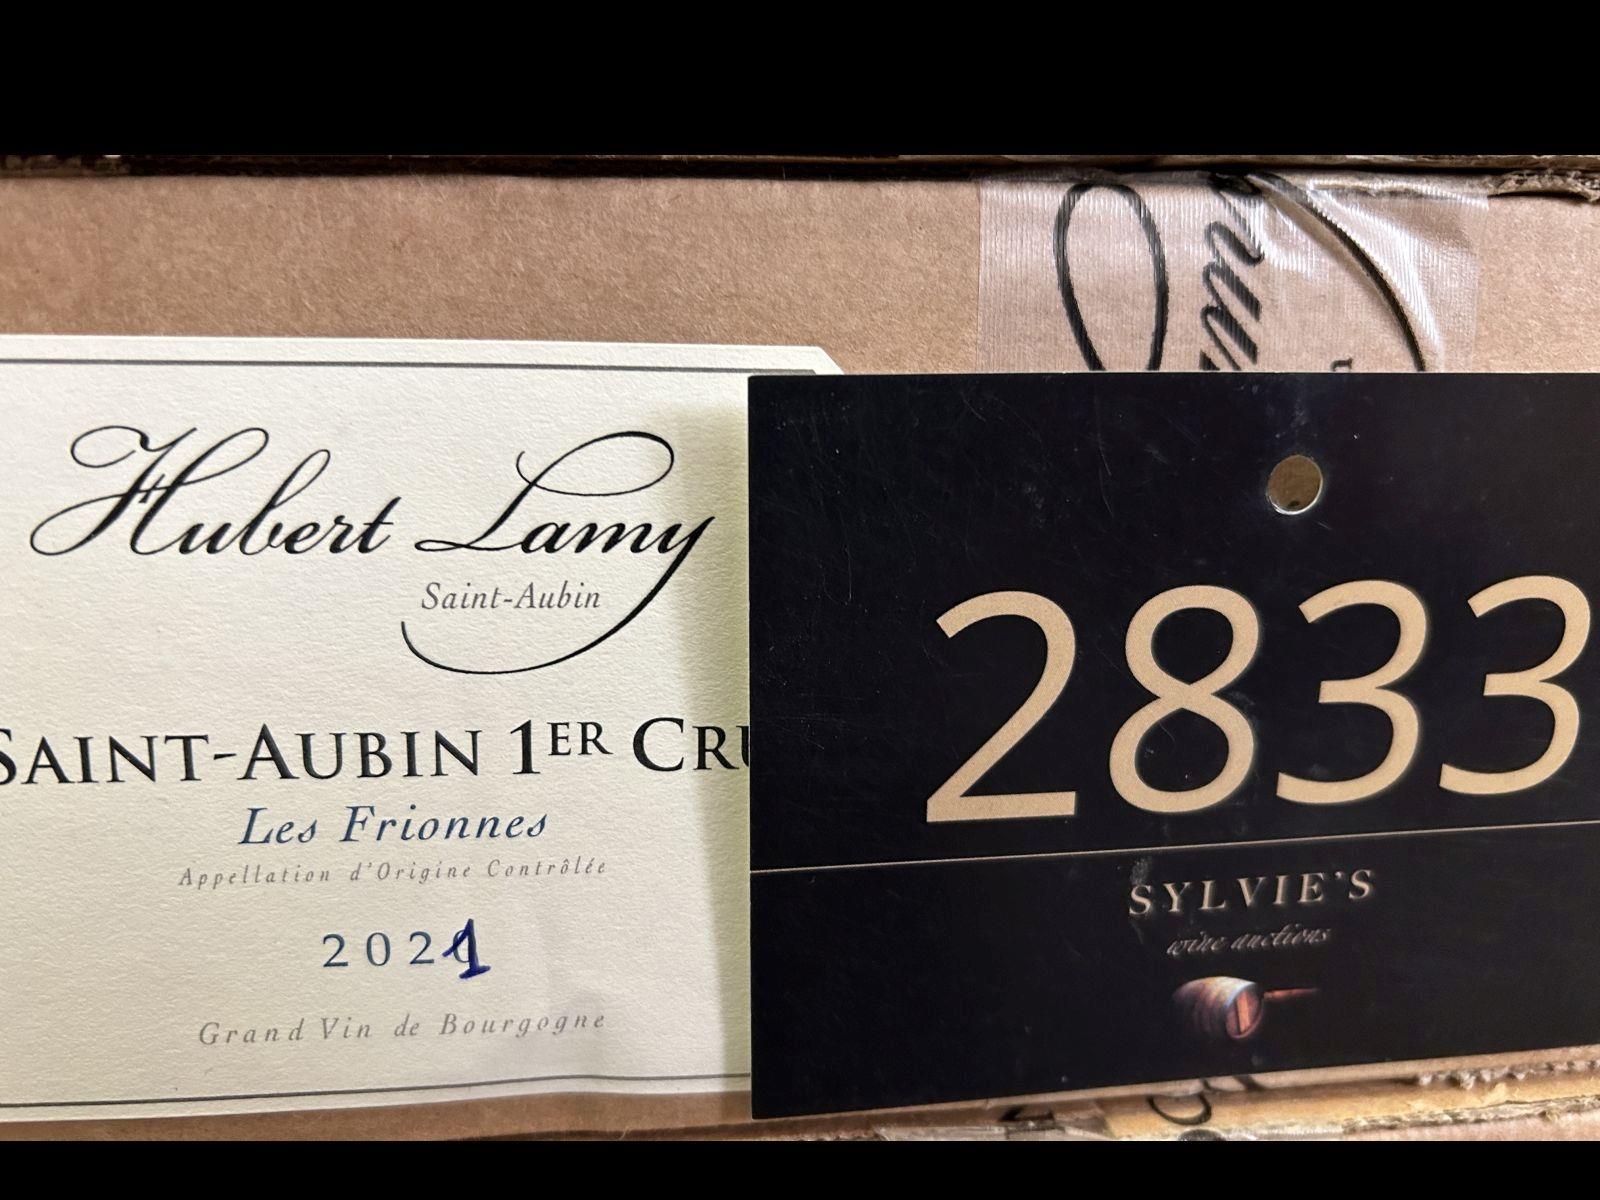 Hubert Lamy
Saint-Aubin
SAINT-AUBIN 1ER CRU
Les Frionnes
Appellation d'Origine Contrôlée
2021
Grand Vin de Bourgogne
2833
SYLVIE'S
wine auctions